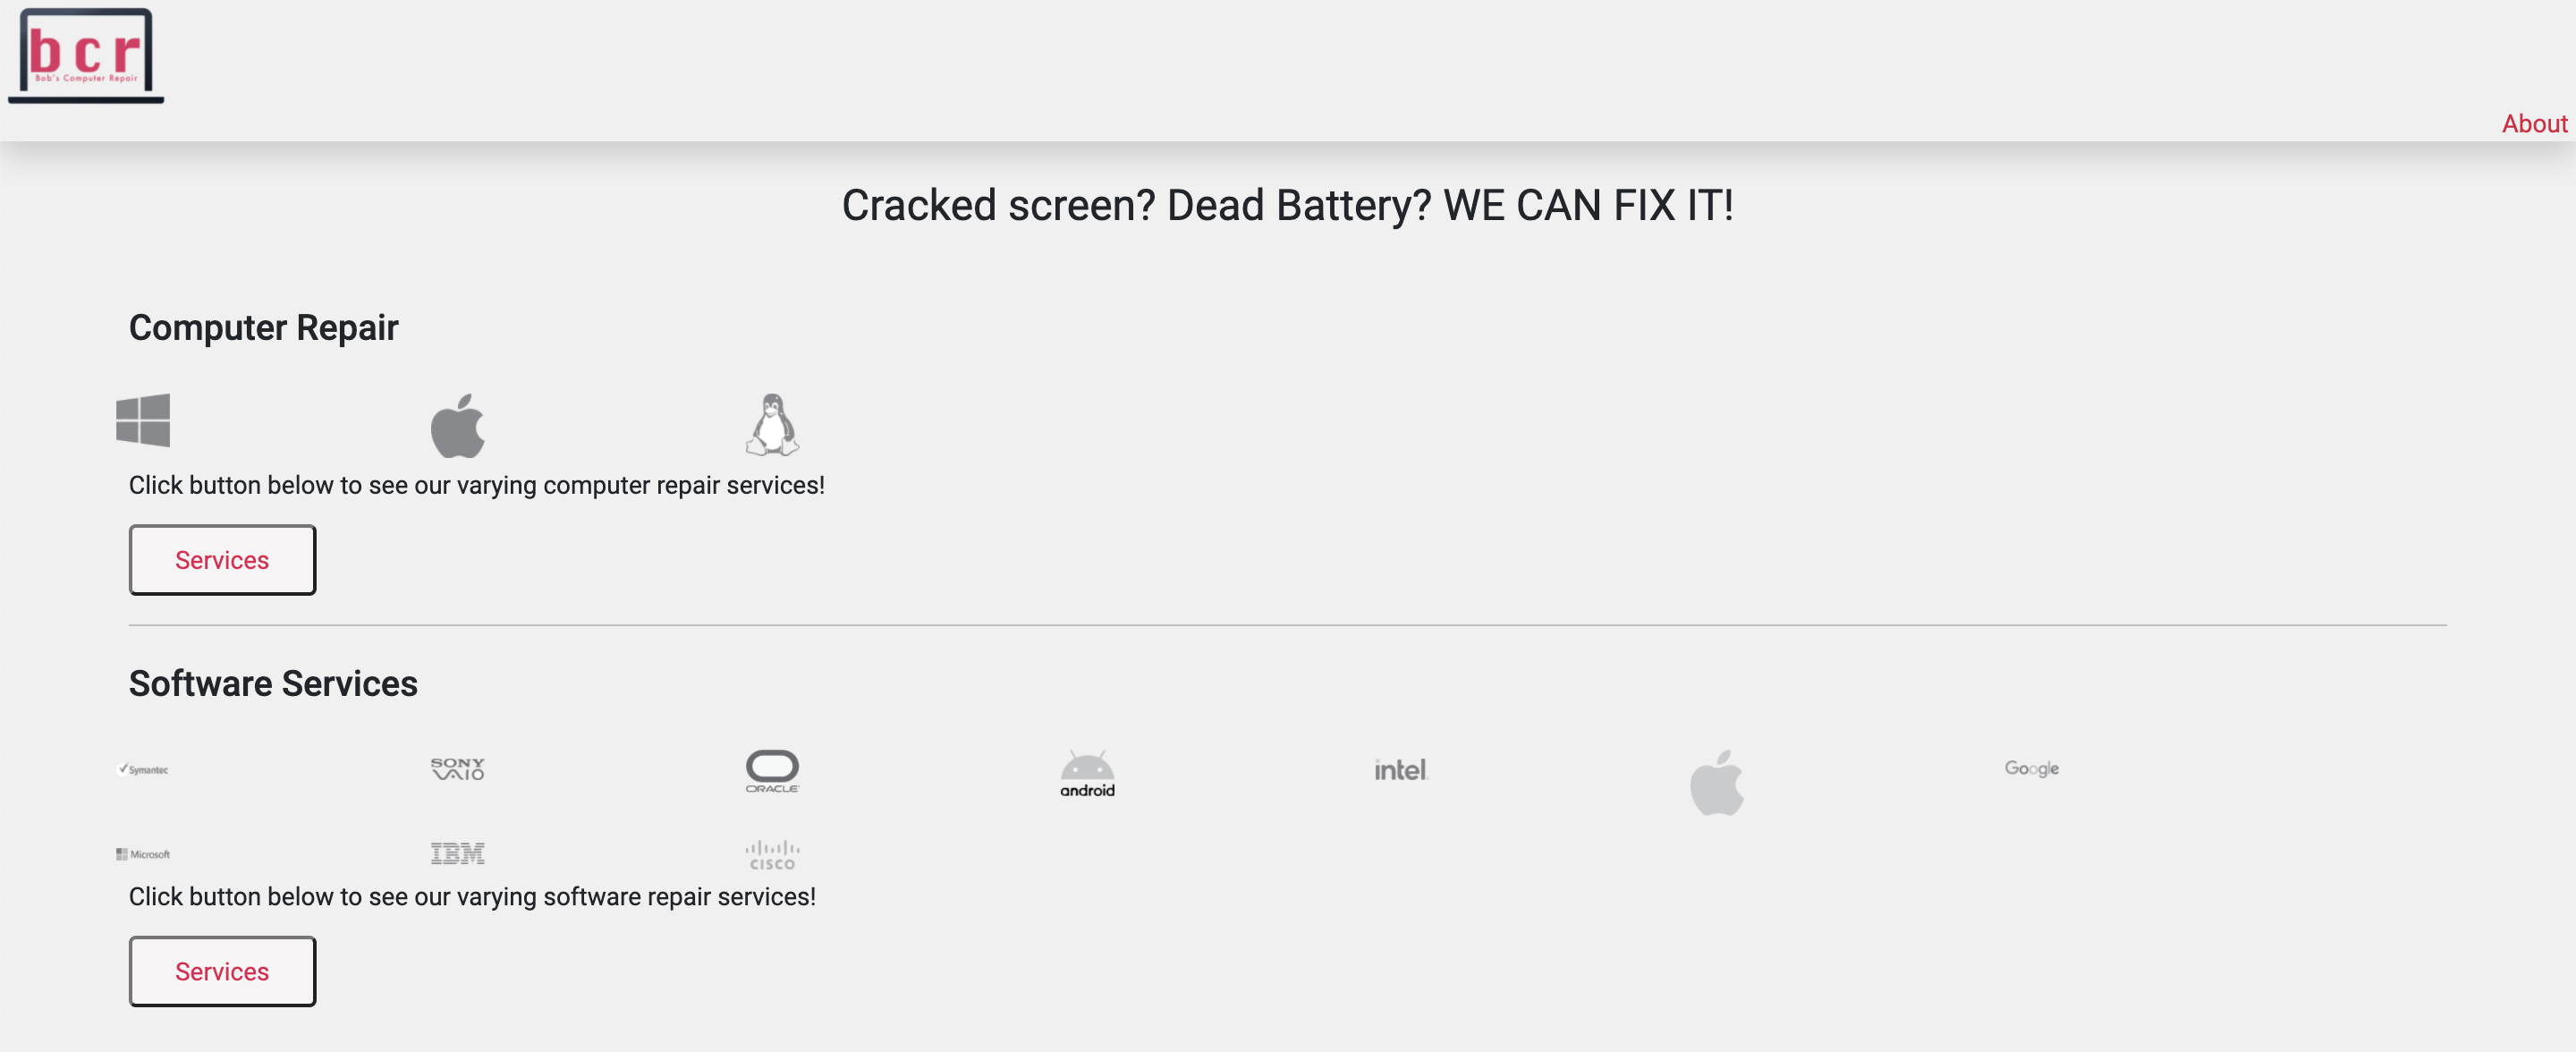 bcr
Bob's Computer Repair
About
Cracked screen? Dead Battery? WE CAN FIX IT!
Computer Repair
Click button below to see our varying computer repair services!
Services
Software Services
Symantec
SONY
VAIO
ORACLE
android
intel
Google
Microsoft
IBM
CISCO
Click button below to see our varying software repair services!
Services